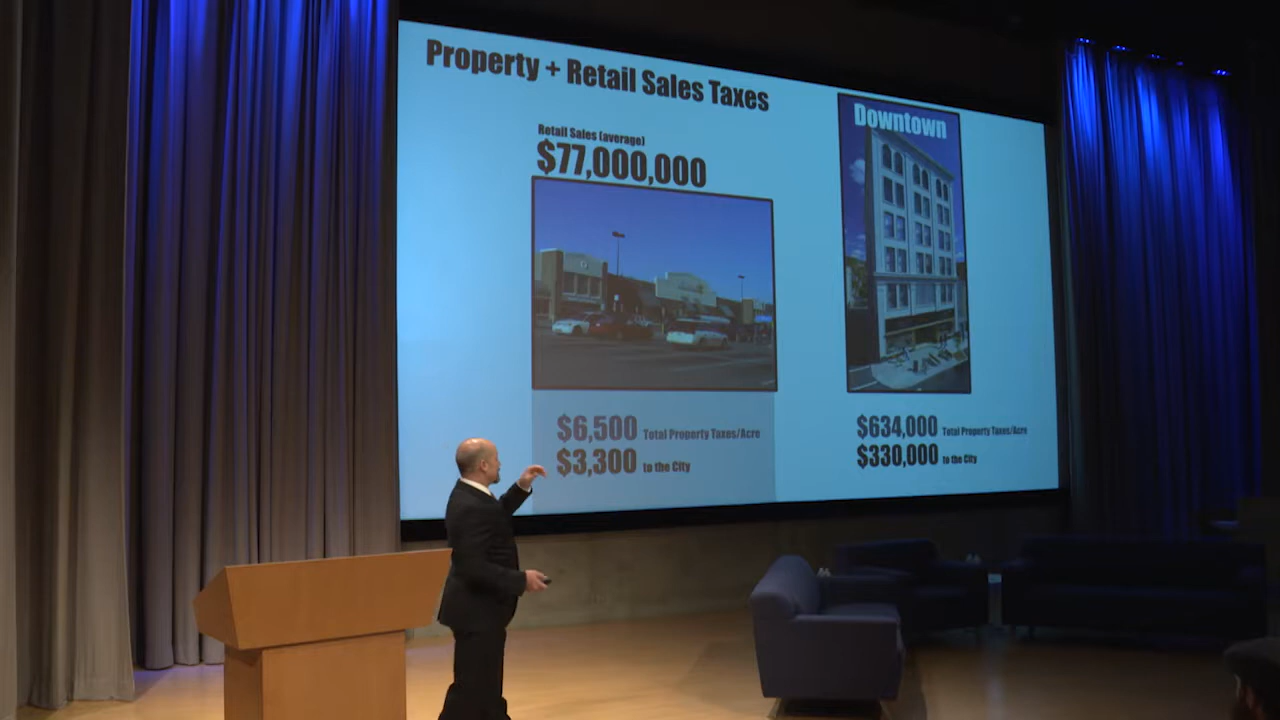 Property + Retail Sales Taxes
Retail Sales (average)
$77,000,000
$6,500 Total Property Taxes/Acre
$3,300 to the City
Downtown
$634,000 Total Property Taxes/Acre
$330,000 to the City